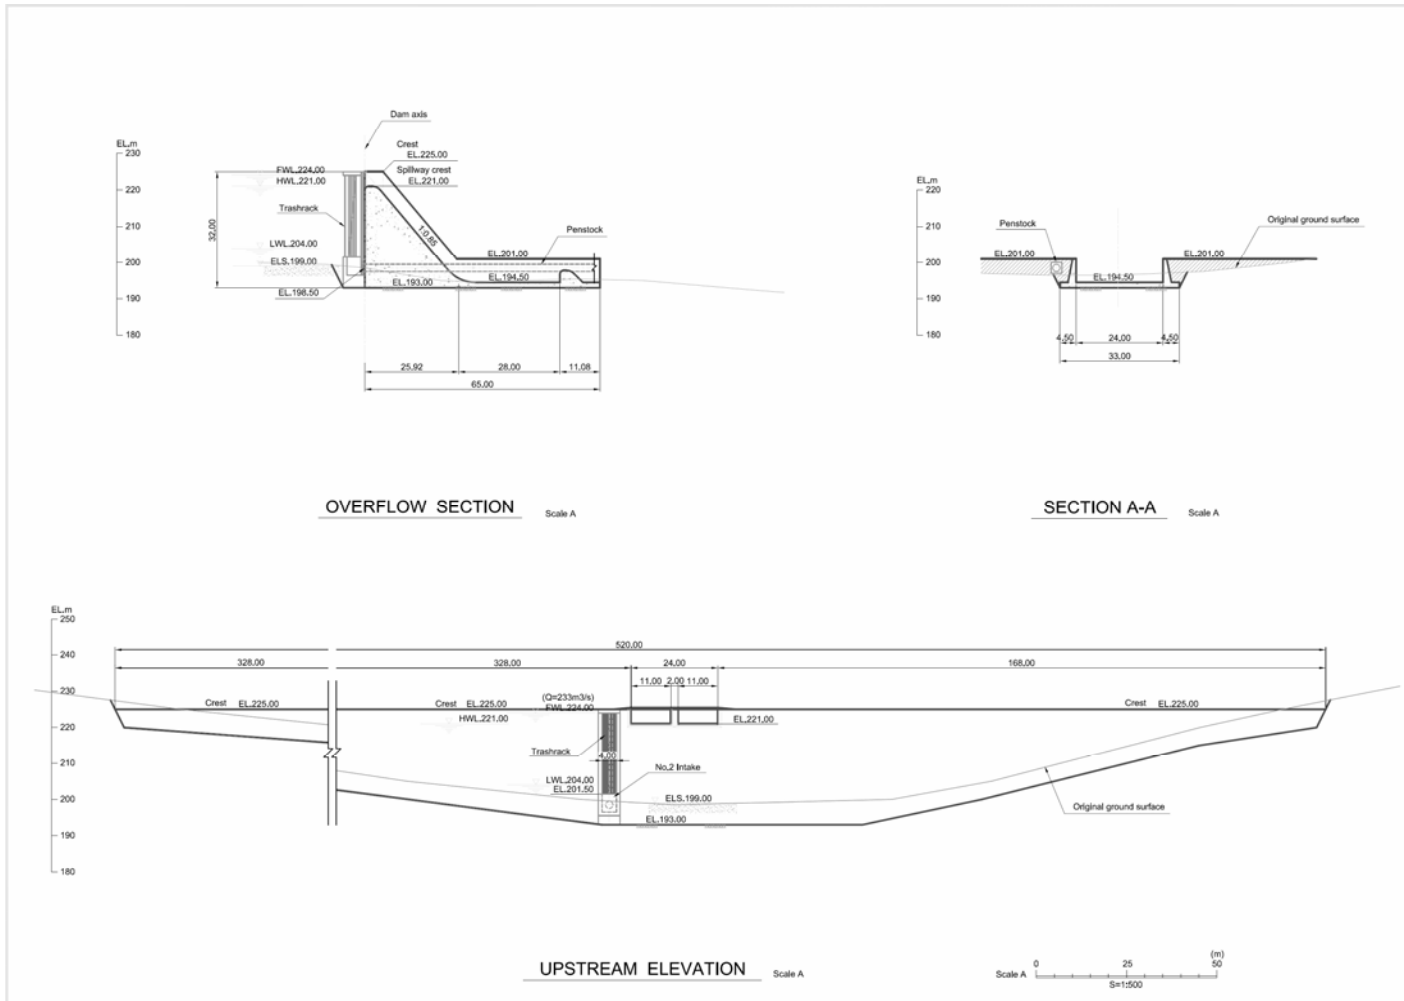 Dam axis
EL.m
230
220
210
200
190
180
Crest
EL.225.00
FWL.224.00
HWL.221.00
Spillway crest
EL.221.00
Trashrack
32.00
1:0.85
Penstock
LWL.204.00
ELS.199.00
EL.201.00
EL.194.50
EL.193.00
EL.198.50
25.92
28.00
11.08
65.00
OVERFLOW SECTION
Scale A
EL.m
220
210
200
190
180
Penstock
Original ground surface
EL.201.00
EL.201.00
EL.194.50
4.50
24.00
4.50
33.00
SECTION A-A
Scale A
EL.m
250
240
230
220
210
200
190
180
520.00
328.00
328.00
24.00
168.00
11.00
2.00
11.00
Crest EL.225.00
Crest EL.225.00
(Q=233m3/s)
FWL.224.00
HWL.221.00
EL.221.00
Crest EL.225.00
Trashrack
4.00
No.2 Intake
LWL.204.00
EL.201.50
ELS.199.00
EL.193.00
Original ground surface
UPSTREAM ELEVATION
Scale A
Scale A
0
25
50
(m)
S=1:500